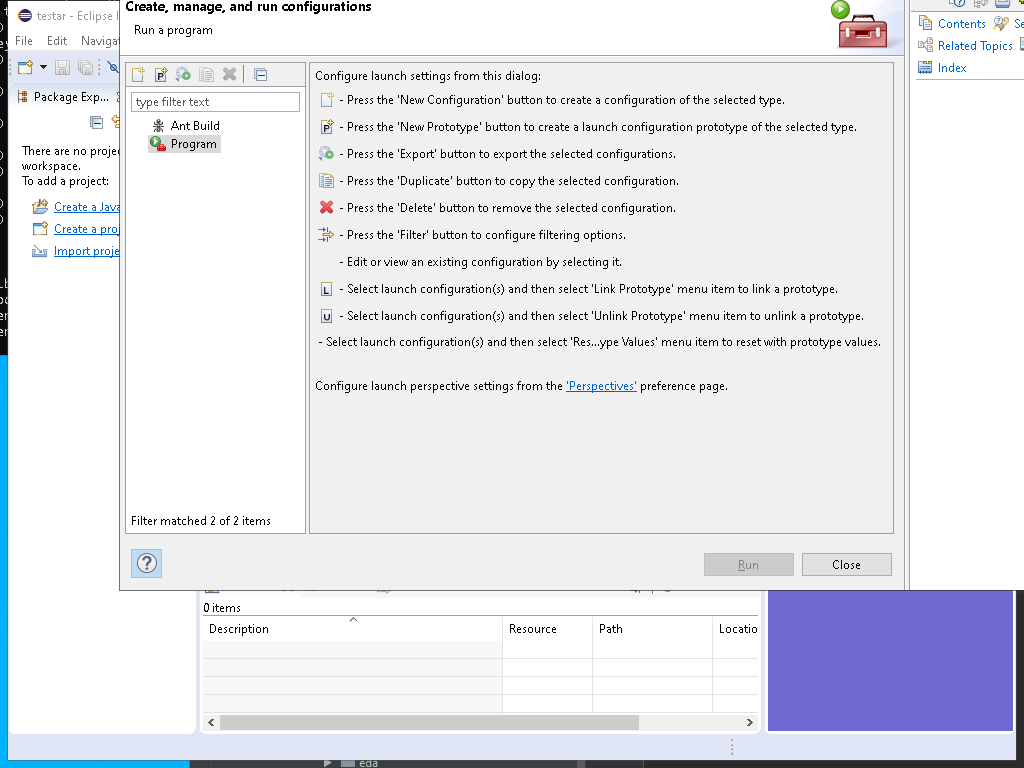 testar - Eclipse
File Edit Navigat
Package Exp...
There are no projec
workspace.
To add a project:
Create a Java
Create a proj
Import proje
Create, manage, and run configurations
Run a program
type filter text
Ant Build
Program
Filter matched 2 of 2 items
Configure launch settings from this dialog:
- Press the 'New Configuration' button to create a configuration of the selected type.
P - Press the 'New Prototype' button to create a launch configuration prototype of the selected type.
- Press the 'Export' button to export the selected configurations.
- Press the 'Duplicate' button to copy the selected configuration.
- Press the 'Delete' button to remove the selected configuration.
- Press the 'Filter' button to configure filtering options.
- Edit or view an existing configuration by selecting it.
L - Select launch configuration(s) and then select 'Link Prototype' menu item to link a prototype.
U - Select launch configuration(s) and then select 'Unlink Prototype' menu item to unlink a prototype.
- Select launch configuration(s) and then select 'Res...ype Values' menu item to reset with prototype values.
Configure launch perspective settings from the 'Perspectives' preference page.
Run
Close
Contents
Se
Related Topics
Index
0 items
Description Resource Path Locatio
eda